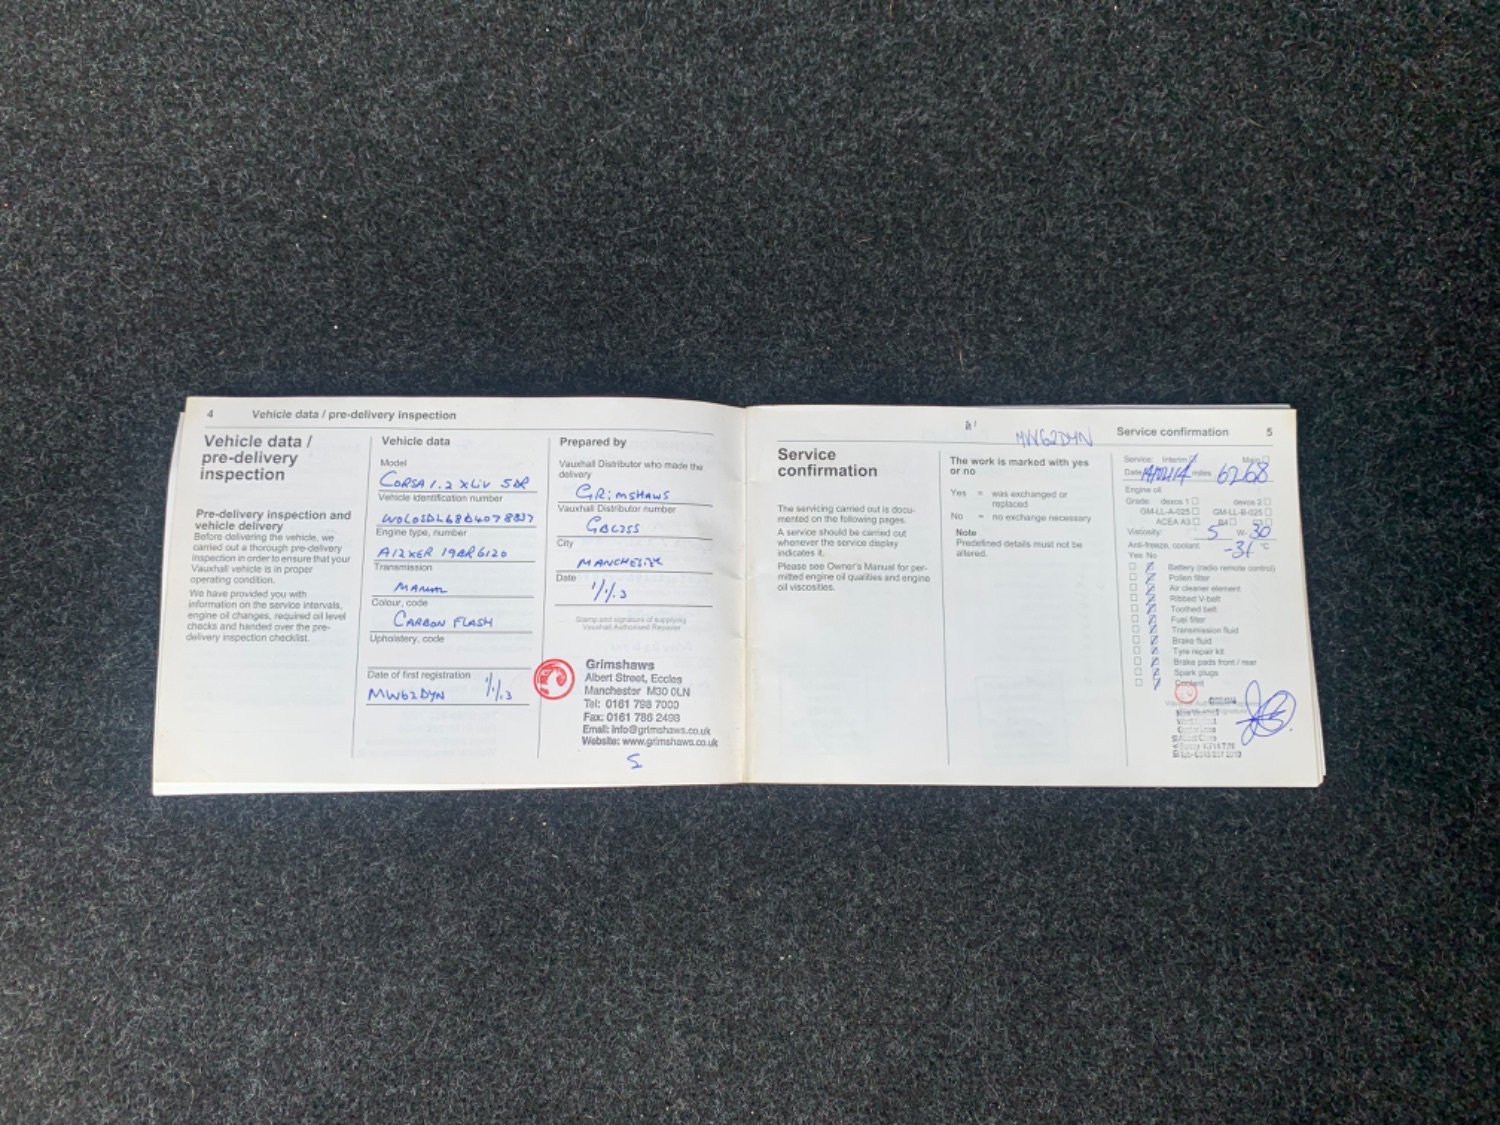 4 Vehicle data / pre-delivery inspection
Vehicle data /
pre-delivery
inspection
Pre-delivery inspection and
vehicle delivery
Before delivering the vehicle, we
carried out a thorough pre-delivery
inspection in order to ensure that your
Vauxhall vehicle is in proper
operating condition.
We have provided you with
information on the service intervals,
engine oil changes, required oil level
checks and handed over the pre-
delivery inspection checklist.
Vehicle data
Model
CORSA 1.2 XLiV 5DR
Vehicle identification number
Engine type, number
A12XER 19BR6120
Transmission
MANUAL
Colour, code
CARBON FLASH
Upholstery, code
Date of first registration
MW62DYN 1/1/13
Prepared by
Vauxhall Distributor who made the
delivery
GRIMSHAWS
Vauxhall Distributor number
City
MANCHESTER
Date
1/1/13
Stamp and signature of supplying
Vauxhall Authorised Repairer
Grimshaws
Albert Street, Eccles
Manchester M30 0LN
Tel: 0161 798 7000
Fax: 0161 786 2493
Email: info@grimshaws.co.uk
Website: www.grimshaws.co.uk
MW62DYN
Service confirmation 5
Service
confirmation
The servicing carried out is docu-
mented on the following pages.
A service should be carried out
whenever the service display
indicates it.
Please see Owner's Manual for per-
mitted engine oil qualities and engine
oil viscosities.
The work is marked with yes
or no
Yes = was exchanged or
replaced
No = no exchange necessary
Note
Predefined details must not be
altered.
Service: Interim Main
Date miles 6268
Engine oil
Grade: dexos 1 dexos 2
GM-LL-A-025 GM-LL-B-025
ACEA A3 B4
Viscosity: 5 W- 30
Anti-freeze, coolant -36 °C
Yes No
Battery (radio remote control)
Pollen filter
Air cleaner element
Ribbed V-belt
Toothed belt
Fuel filter
Transmission fluid
Brake fluid
Tyre repair kit
Brake pads front / rear
Spark plugs
Coolant